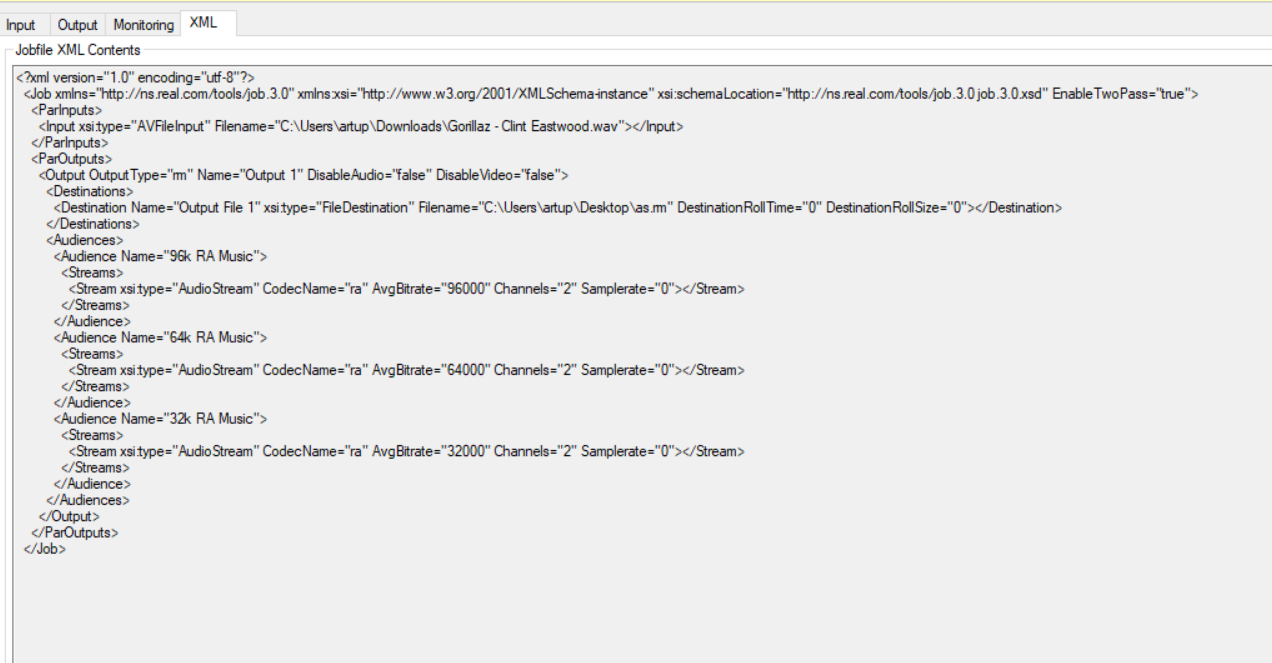 Input Output Monitoring XML
Jobfile XML Contents
<?xml version="1.0" encoding="utf-8"?>
<Job xmlns="http://ns.real.com/tools/job.3.0" xmlns:xsi="http://www.w3.org/2001/XMLSchema-instance" xsi:schemaLocation="http://ns.real.com/tools/job.3.0 job.3.0.xsd" EnableTwoPass="true">
<ParInputs>
<Input xsi:type="AVFileInput" Filename="C:\Users\artup\Downloads\Gorillaz - Clint Eastwood.wav"></Input>
</ParInputs>
<ParOutputs>
<Output OutputType="rm" Name="Output 1" DisableAudio="false" DisableVideo="false">
<Destinations>
<Destination Name="Output File 1" xsi:type="FileDestination" Filename="C:\Users\artup\Desktop\as.rm" DestinationRollTime="0" DestinationRollSize="0"></Destination>
</Destinations>
<Audiences>
<Audience Name="96k RA Music">
<Streams>
<Stream xsi:type="AudioStream" CodecName="ra" AvgBitrate="96000" Channels="2" Samplerate="0"></Stream>
</Streams>
</Audience>
<Audience Name="64k RA Music">
<Streams>
<Stream xsi:type="AudioStream" CodecName="ra" AvgBitrate="64000" Channels="2" Samplerate="0"></Stream>
</Streams>
</Audience>
<Audience Name="32k RA Music">
<Streams>
<Stream xsi:type="AudioStream" CodecName="ra" AvgBitrate="32000" Channels="2" Samplerate="0"></Stream>
</Streams>
</Audience>
</Audiences>
</Output>
</ParOutputs>
</Job>